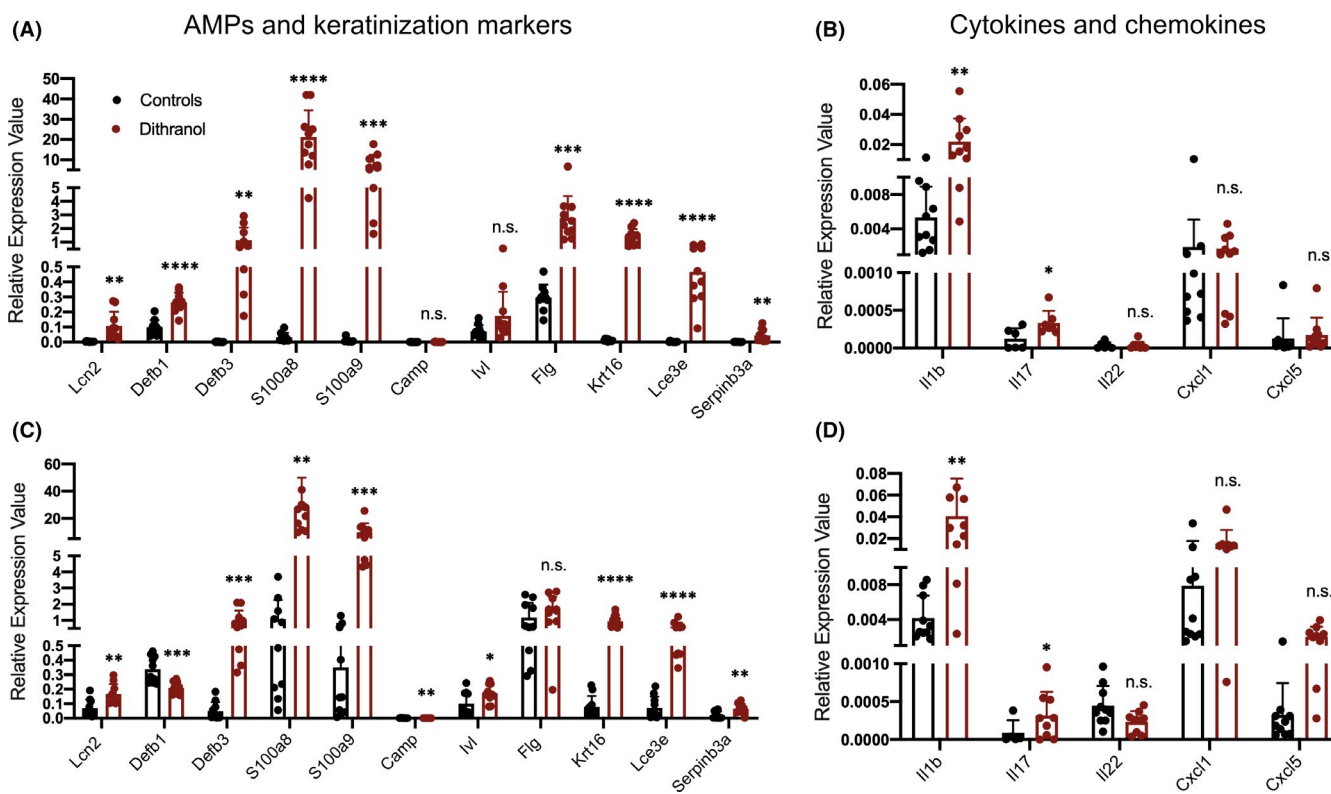 (A) AMPs and keratinization markers
Relative Expression Value
50
40
30
20
10
5
4
3
2
1
0.5
0.4
0.3
0.2
0.1
0.0
Controls
Dithranol
** **** ** **** *** n.s. n.s. *** **** **** **
Lcn2 Defb1 Defb3 S100a8 S100a9 Camp Ivl Flg Krt16 Lce3e Serpinb3a
(B) Cytokines and chemokines
Relative Expression Value
0.06
0.04
0.02
0.008
0.004
0.0010
0.0005
0.0000
** * n.s. n.s. n.s
Il1b Il17 Il22 Cxcl1 Cxcl5
(C)
Relative Expression Value
60
40
20
5
4
3
2
1
0.5
0.4
0.3
0.2
0.1
0.0
** *** *** ** *** ** * n.s. **** **** **
Lcn2 Defb1 Defb3 S100a8 S100a9 Camp Ivl Flg Krt16 Lce3e Serpinb3a
(D)
Relative Expression Value
0.08
0.06
0.04
0.02
0.008
0.004
0.0010
0.0005
0.0000
** * n.s. n.s. n.s.
Il1b Il17 Il22 Cxcl1 Cxcl5